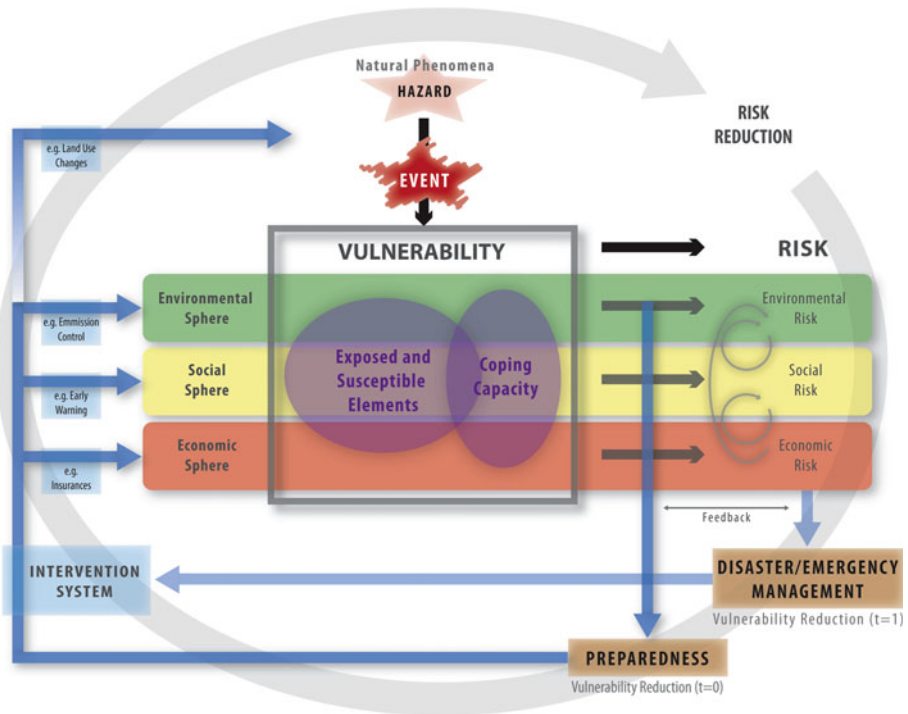 Natural Phenomena
HAZARD
RISK
REDUCTION
e.g. Land Use
Changes
EVENT
VULNERABILITY
RISK
Environmental
Sphere
Environmental
Risk
e.g. Emmission
Control
Exposed and
Susceptible
Elements
Coping
Capacity
Social
Sphere
Social
Risk
e.g. Early
Warning
Economic
Sphere
Economic
Risk
e.g.
Insurances
Feedback
INTERVENTION
SYSTEM
DISASTER/EMERGENCY
MANAGEMENT
Vulnerability Reduction (t=1)
PREPAREDNESS
Vulnerability Reduction (t=0)